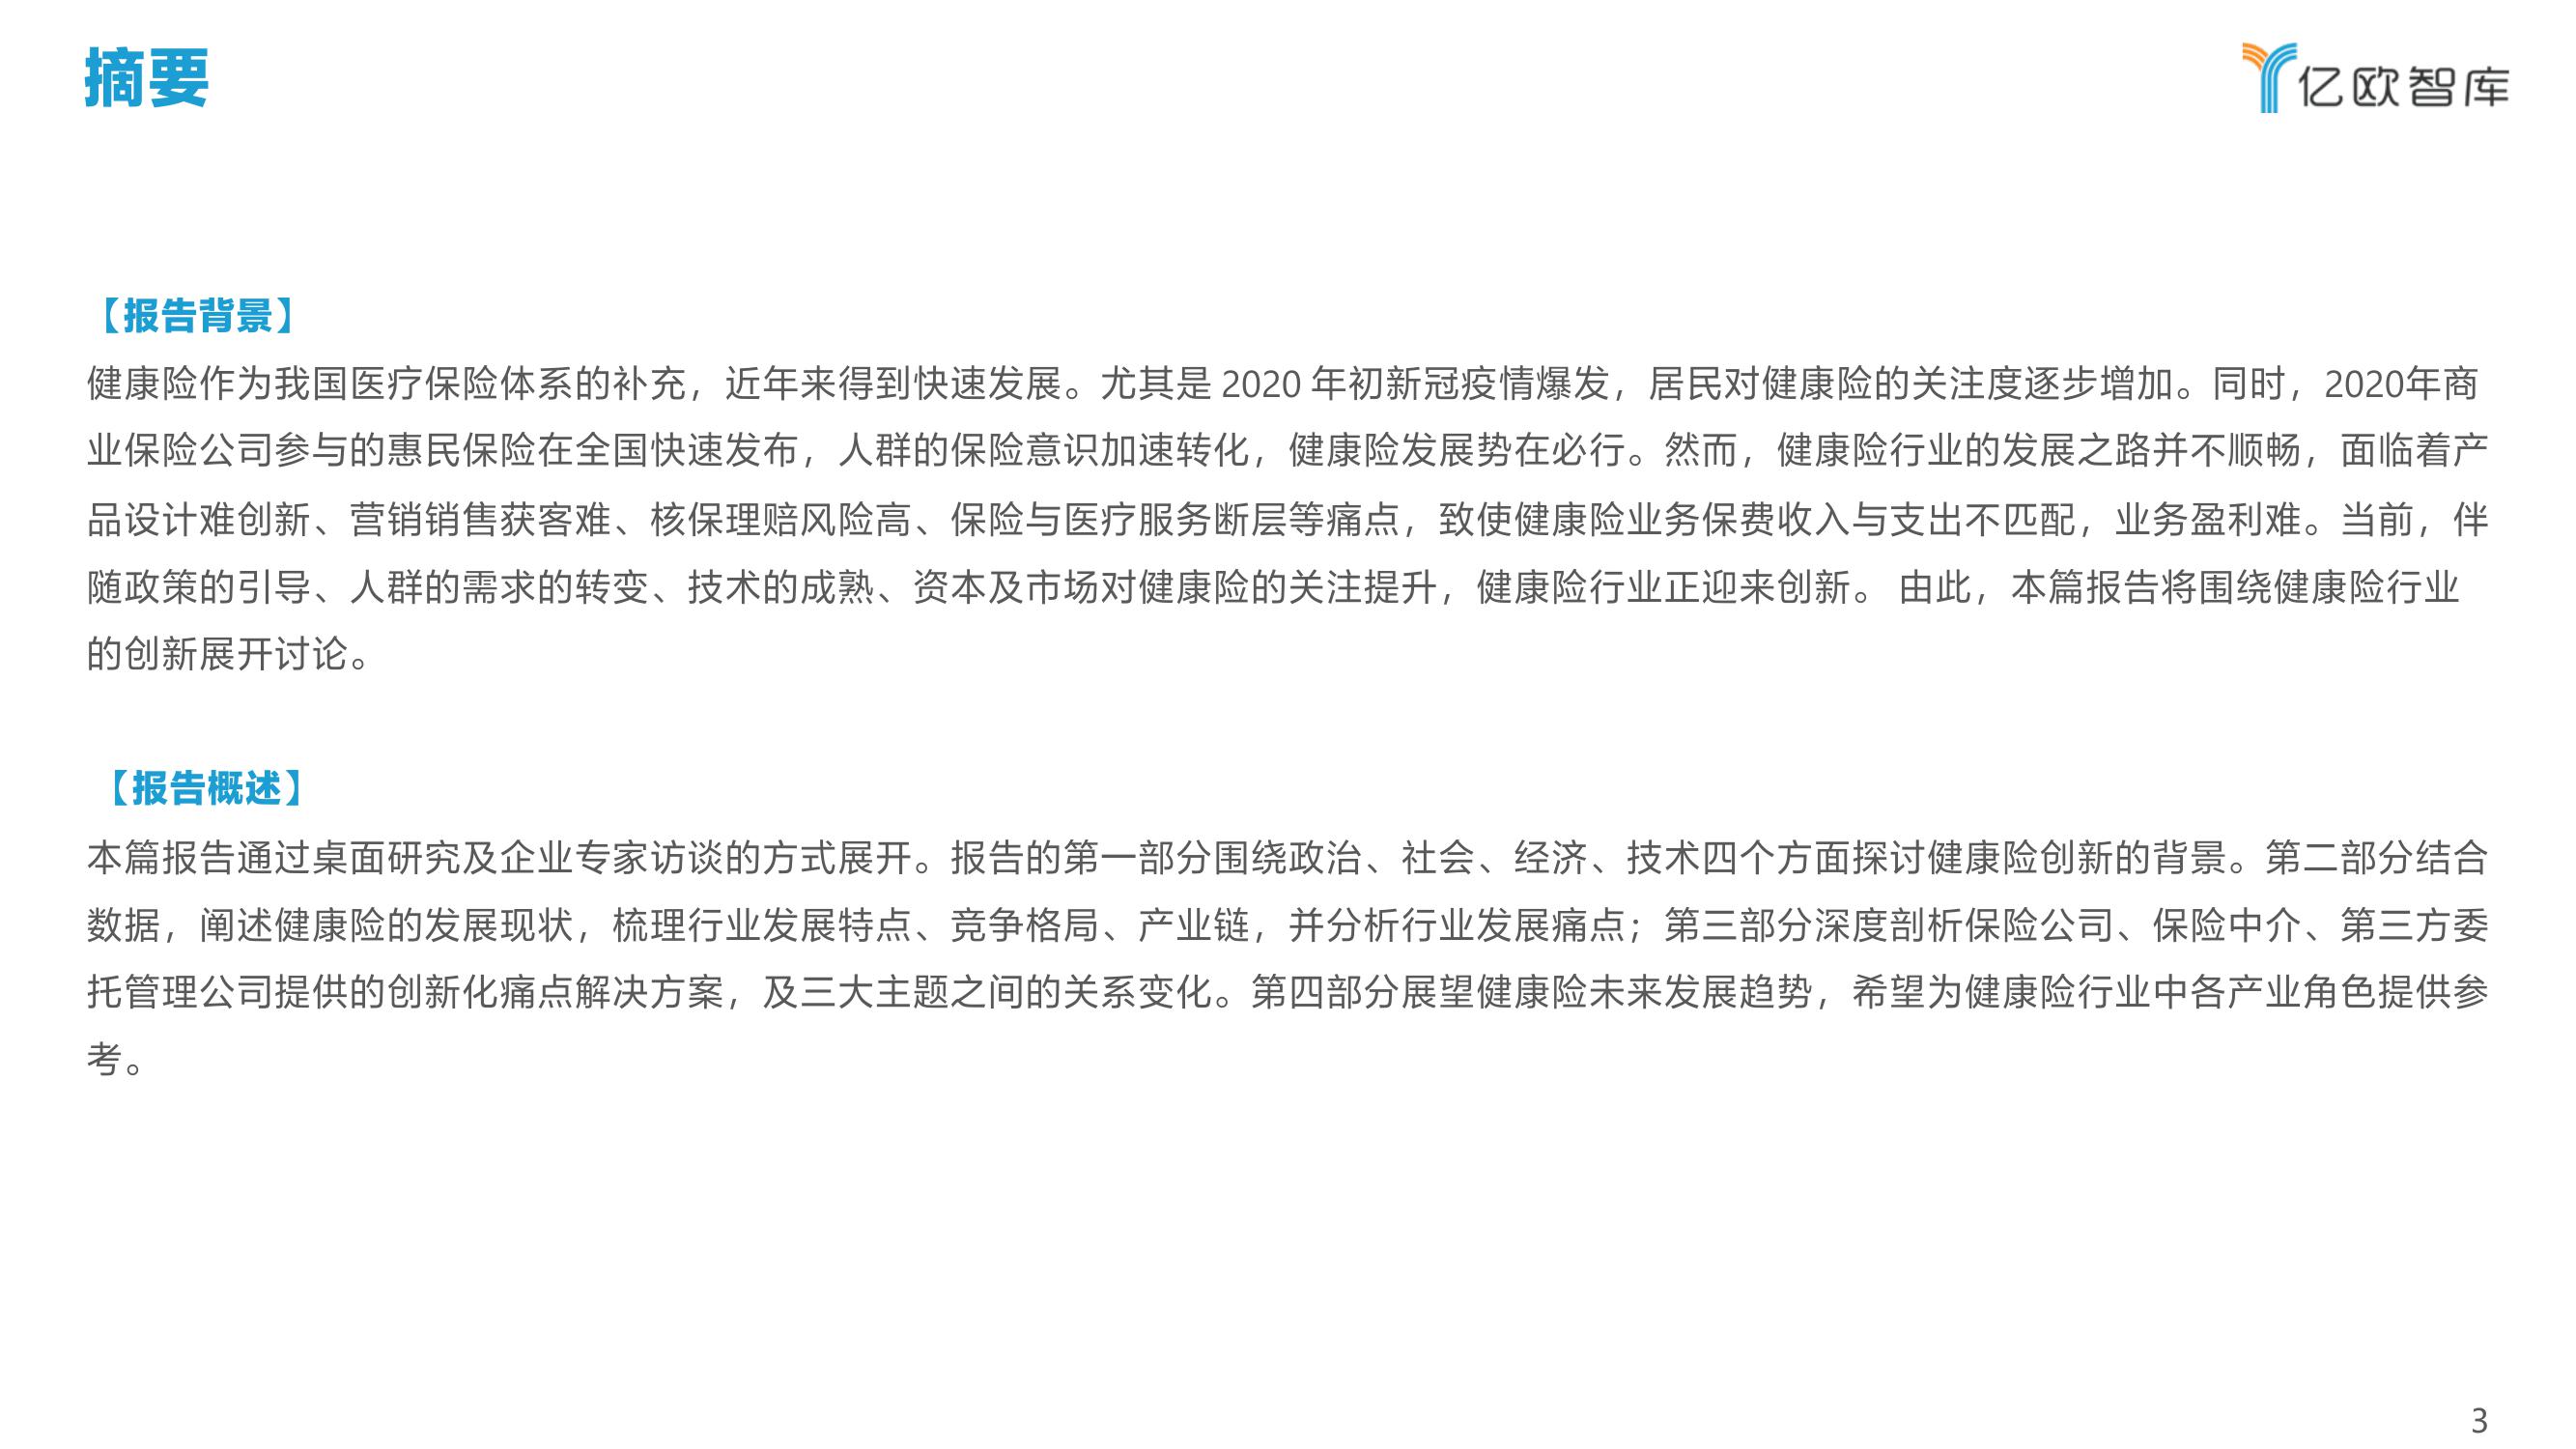 摘要
亿欧智库
【报告背景】
健康险作为我国医疗保险体系的补充，近年来得到快速发展。尤其是 2020 年初新冠疫情爆发，居民对健康险的关注度逐步增加。同时，2020年商
业保险公司参与的惠民保险在全国快速发布，人群的保险意识加速转化，健康险发展势在必行。然而，健康险行业的发展之路并不顺畅，面临着产
品设计难创新、营销销售获客难、核保理赔风险高、保险与医疗服务断层等痛点，致使健康险业务保费收入与支出不匹配，业务盈利难。当前，伴
随政策的引导、人群的需求的转变、技术的成熟、资本及市场对健康险的关注提升，健康险行业正迎来创新。 由此，本篇报告将围绕健康险行业
的创新展开讨论。
【报告概述】
本篇报告通过桌面研究及企业专家访谈的方式展开。报告的第一部分围绕政治、社会、经济、技术四个方面探讨健康险创新的背景。第二部分结合
数据，阐述健康险的发展现状，梳理行业发展特点、竞争格局、产业链，并分析行业发展痛点；第三部分深度剖析保险公司、保险中介、第三方委
托管理公司提供的创新化痛点解决方案，及三大主题之间的关系变化。第四部分展望健康险未来发展趋势，希望为健康险行业中各产业角色提供参
考。
3